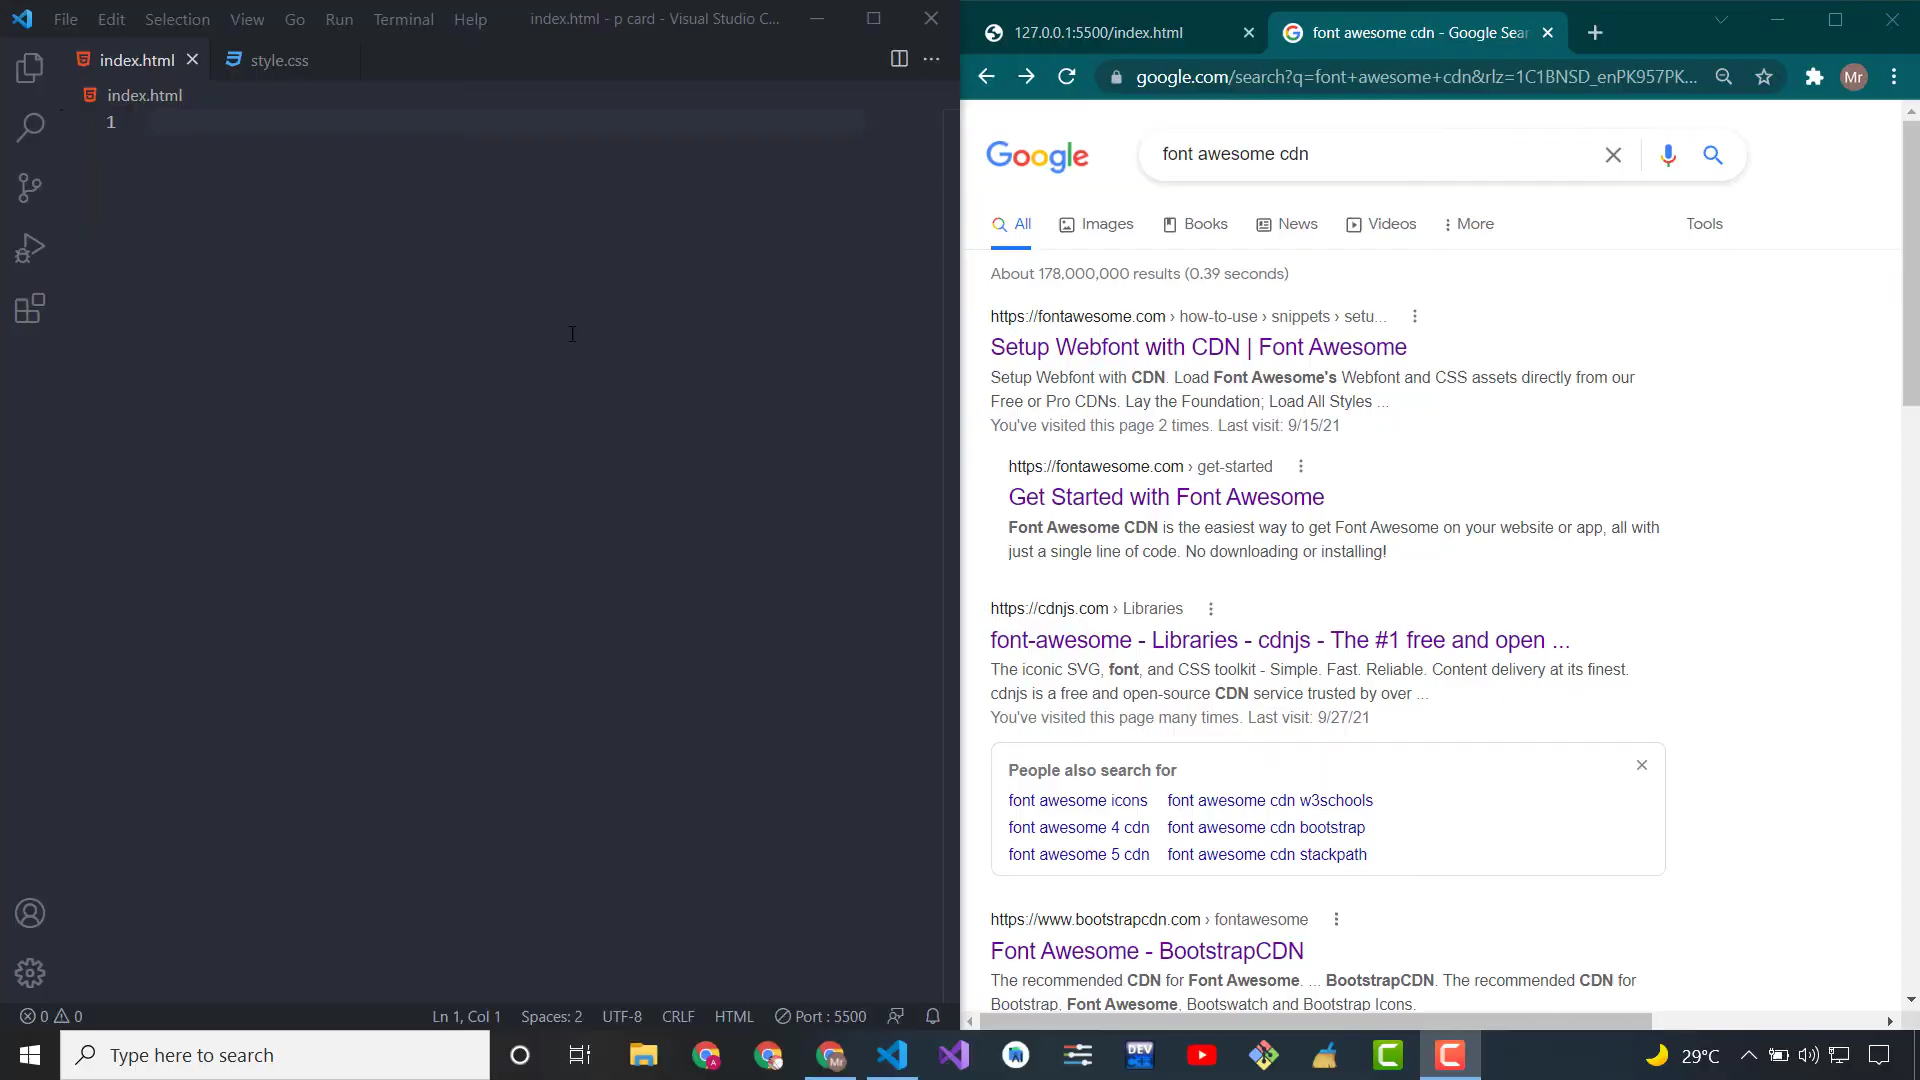 File Edit Selection View Go Run Terminal Help index.html - p card - Visual Studio C...
index.html style.css
index.html
1
Ln 1, Col 1 Spaces: 2 UTF-8 CRLF HTML Port : 5500
0 0
Type here to search
127.0.0.1:5500/index.html font awesome cdn - Google Sear
google.com/search?q=font+awesome+cdn&rlz=1C1BNSD_enPK957PK... Mr
Google font awesome cdn
All Images Books News Videos More Tools
About 178,000,000 results (0.39 seconds)
https://fontawesome.com › how-to-use › snippets › setu...
Setup Webfont with CDN | Font Awesome
Setup Webfont with CDN. Load Font Awesome's Webfont and CSS assets directly from our
Free or Pro CDNs. Lay the Foundation; Load All Styles ...
You've visited this page 2 times. Last visit: 9/15/21
https://fontawesome.com › get-started
Get Started with Font Awesome
Font Awesome CDN is the easiest way to get Font Awesome on your website or app, all with
just a single line of code. No downloading or installing!
https://cdnjs.com › Libraries
font-awesome - Libraries - cdnjs - The #1 free and open ...
The iconic SVG, font, and CSS toolkit - Simple. Fast. Reliable. Content delivery at its finest.
cdnjs is a free and open-source CDN service trusted by over ...
You've visited this page many times. Last visit: 9/27/21
People also search for
font awesome icons font awesome cdn w3schools
font awesome 4 cdn font awesome cdn bootstrap
font awesome 5 cdn font awesome cdn stackpath
https://www.bootstrapcdn.com › fontawesome
Font Awesome - BootstrapCDN
The recommended CDN for Font Awesome. ... BootstrapCDN. The recommended CDN for
Bootstrap, Font Awesome, Bootswatch and Bootstrap Icons.
DEV 29°C